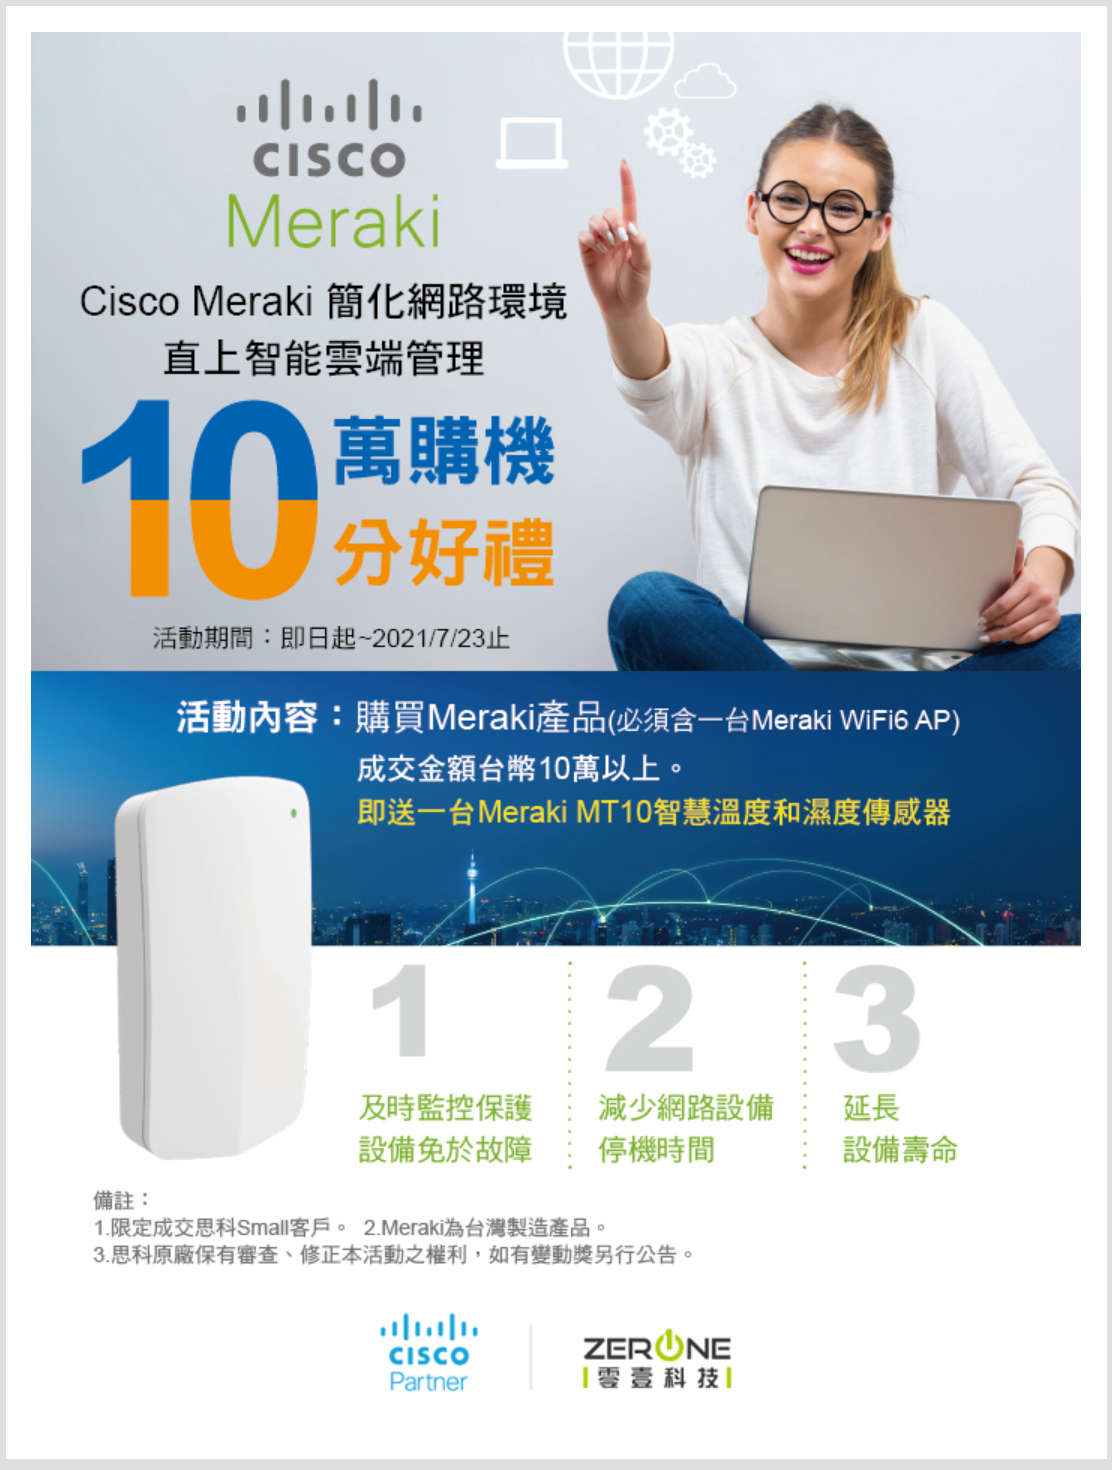 CISCO
Meraki
Cisco Meraki 簡化網路環境
直上智能雲端管理
10萬購機
分好禮
活動期間：即日起~2021/7/23止
活動內容：購買Meraki產品(必須含一台Meraki WiFi6 AP)
成交金額台幣10萬以上。
即送一台Meraki MT10智慧溫度和濕度傳感器
1
及時監控保護
設備免於故障
2
減少網路設備
停機時間
3
延長
設備壽命
備註：
1.限定成交思科Small客戶。 2.Meraki為台灣製造產品。
3.思科原廠保有審查、修正本活動之權利，如有變動獎另行公告。
CISCO
Partner
ZERONE
零壹科技